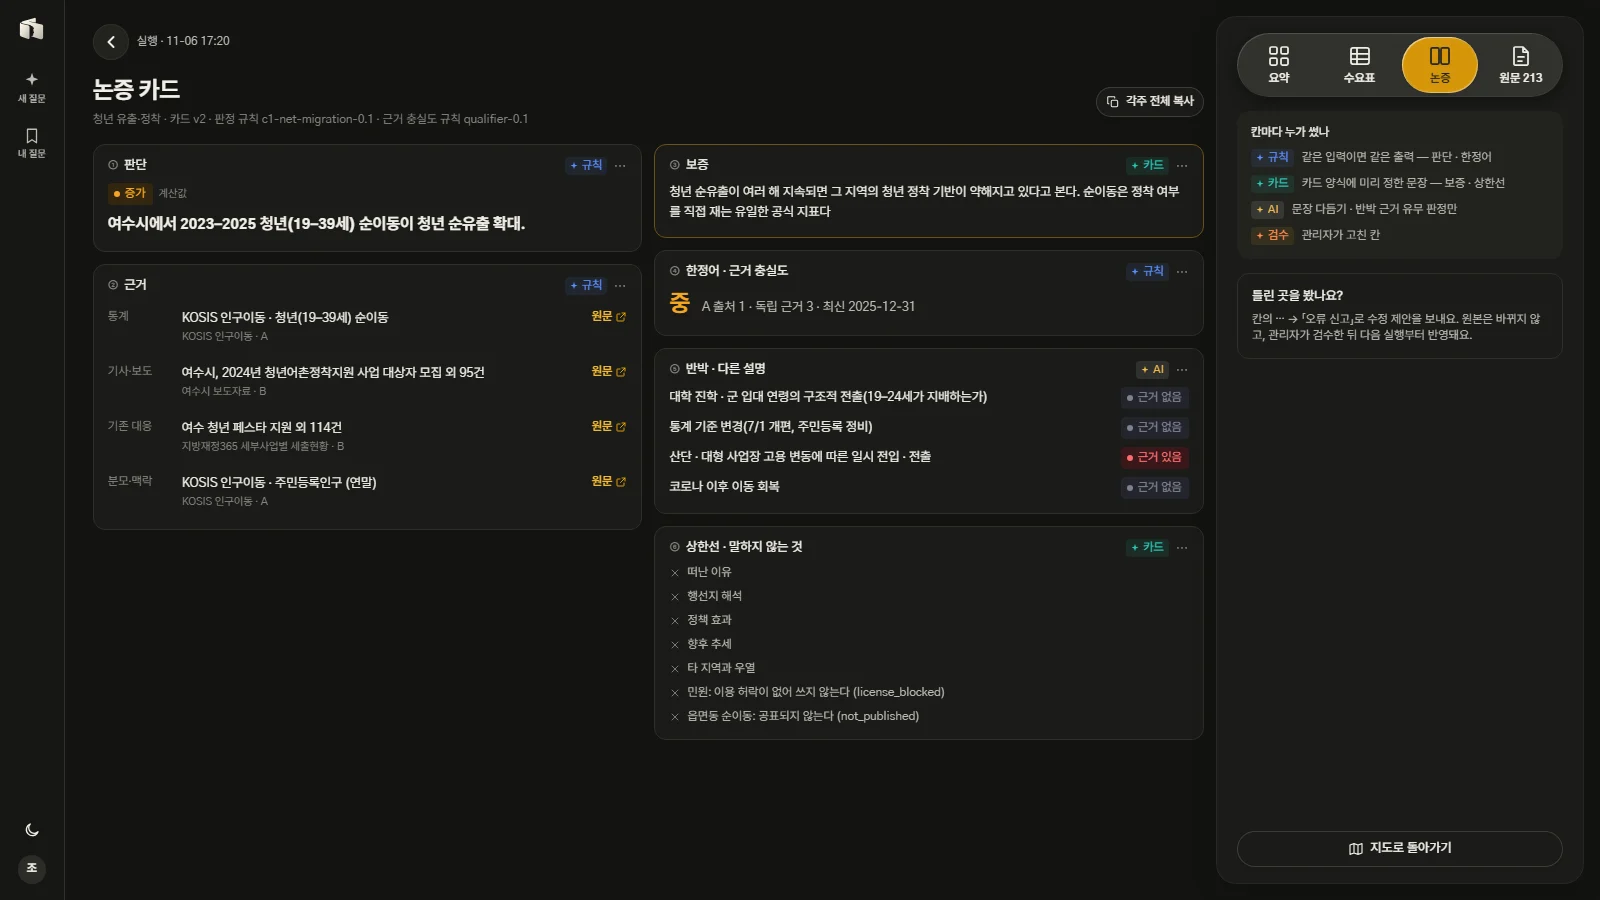 새 질문
내 질문
조
실행 · 11-06 17:20
논증 카드
청년 유출·정착 · 카드 v2 · 판정 규칙 c1-net-migration-0.1 · 근거 충실도 규칙 qualifier-0.1
각주 전체 복사
① 판단
+ 규칙 ···
증가 계산값
여수시에서 2023–2025 청년(19–39세) 순이동이 청년 순유출 확대.
② 근거
+ 규칙 ···
통계 KOSIS 인구이동 · 청년(19–39세) 순이동 원문
KOSIS 인구이동 · A
기사·보도 여수시, 2024년 청년어촌정착지원 사업 대상자 모집 외 95건 원문
여수시 보도자료 · B
기존 대응 여수 청년 페스타 지원 외 114건 원문
지방재정365 세부사업별 세출현황 · B
분모·맥락 KOSIS 인구이동 · 주민등록인구 (연말) 원문
KOSIS 인구이동 · A
③ 보증
+ 카드 ···
청년 순유출이 여러 해 지속되면 그 지역의 청년 정착 기반이 약해지고 있다고 본다. 순이동은 정착 여부
를 직접 재는 유일한 공식 지표다
④ 한정어 · 근거 충실도
+ 규칙 ···
중 A 출처 1 · 독립 근거 3 · 최신 2025-12-31
⑤ 반박 · 다른 설명
+ AI ···
대학 진학 · 군 입대 연령의 구조적 전출(19–24세가 지배하는가) 근거 없음
통계 기준 변경(7/1 개편, 주민등록 정비) 근거 없음
산단 · 대형 사업장 고용 변동에 따른 일시 전입 · 전출 근거 있음
코로나 이후 이동 회복 근거 없음
⑥ 상한선 · 말하지 않는 것
+ 카드 ···
× 떠난 이유
× 행선지 해석
× 정책 효과
× 향후 추세
× 타 지역과 우열
× 민원: 이용 허락이 없어 쓰지 않는다 (license_blocked)
× 읍면동 순이동: 공표되지 않는다 (not_published)
요약
수요표
논증
원문 213
칸마다 누가 썼나
+ 규칙 같은 입력이면 같은 출력 — 판단 · 한정어
+ 카드 카드 양식에 미리 정한 문장 — 보증 · 상한선
+ AI 문장 다듬기 · 반박 근거 유무 판정만
+ 검수 관리자가 고친 칸
틀린 곳을 봤나요?
칸의 ··· → 「오류 신고」로 수정 제안을 보내요. 원본은 바뀌지 않
고, 관리자가 검수한 뒤 다음 실행부터 반영돼요.
지도로 돌아가기